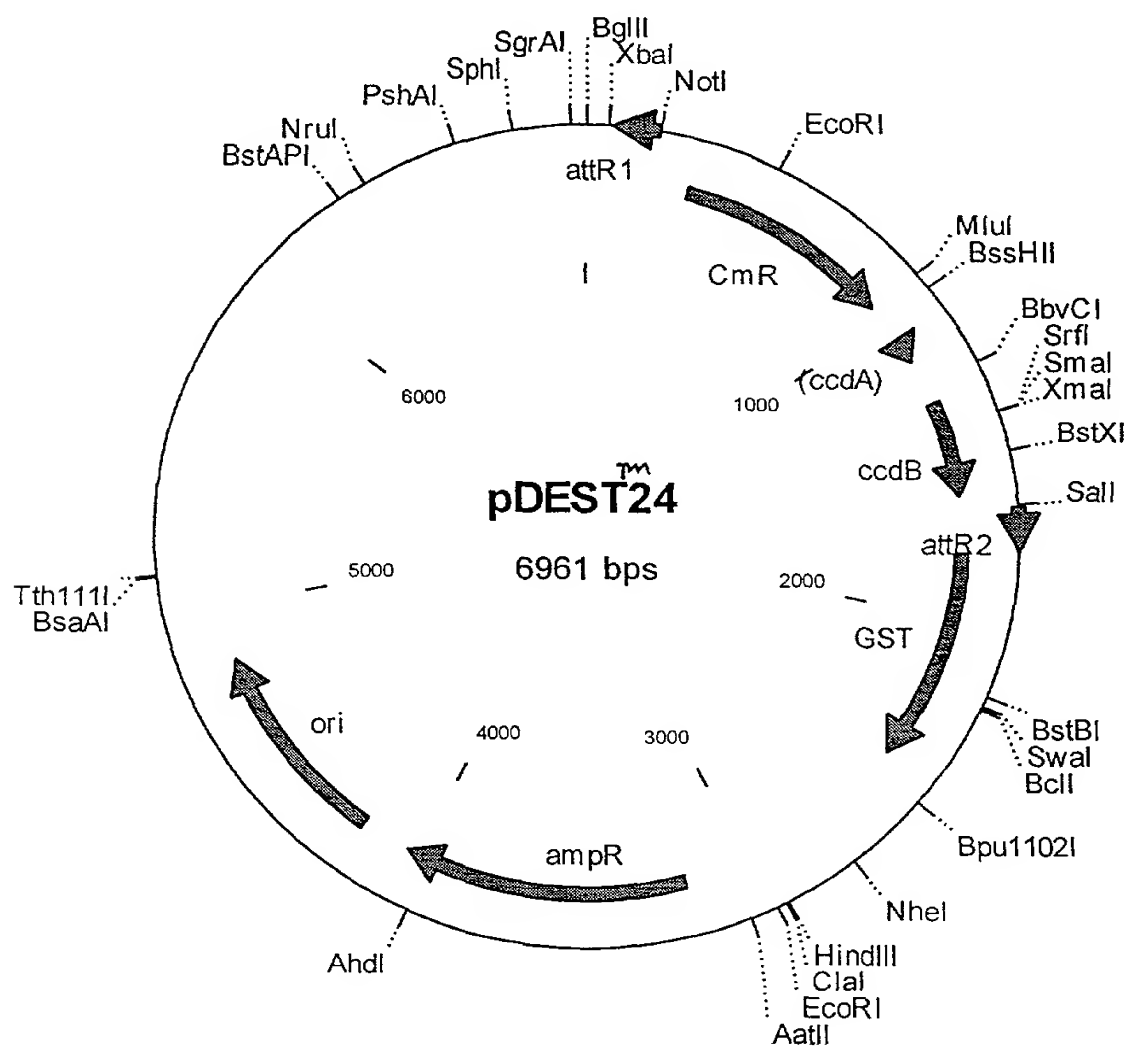 BglII
SgrAI
XbaI
SphI
NotI
PshAI
EcoRI
NruI
BstAPI
attR1
MluI
BssHII
CmR
BbvCI
SrfI
SmaI
XmaI
(ccdA)
6000
1000
BstXI
ccdB
tm
pDEST24
SalI
attR2
6961 bps
5000
2000
Tth111I
BsaAI
GST
ori
BstBI
SwaI
BclI
4000
3000
Bpu1102I
ampR
NheI
AhdI
HindIII
ClaI
EcoRI
AatII